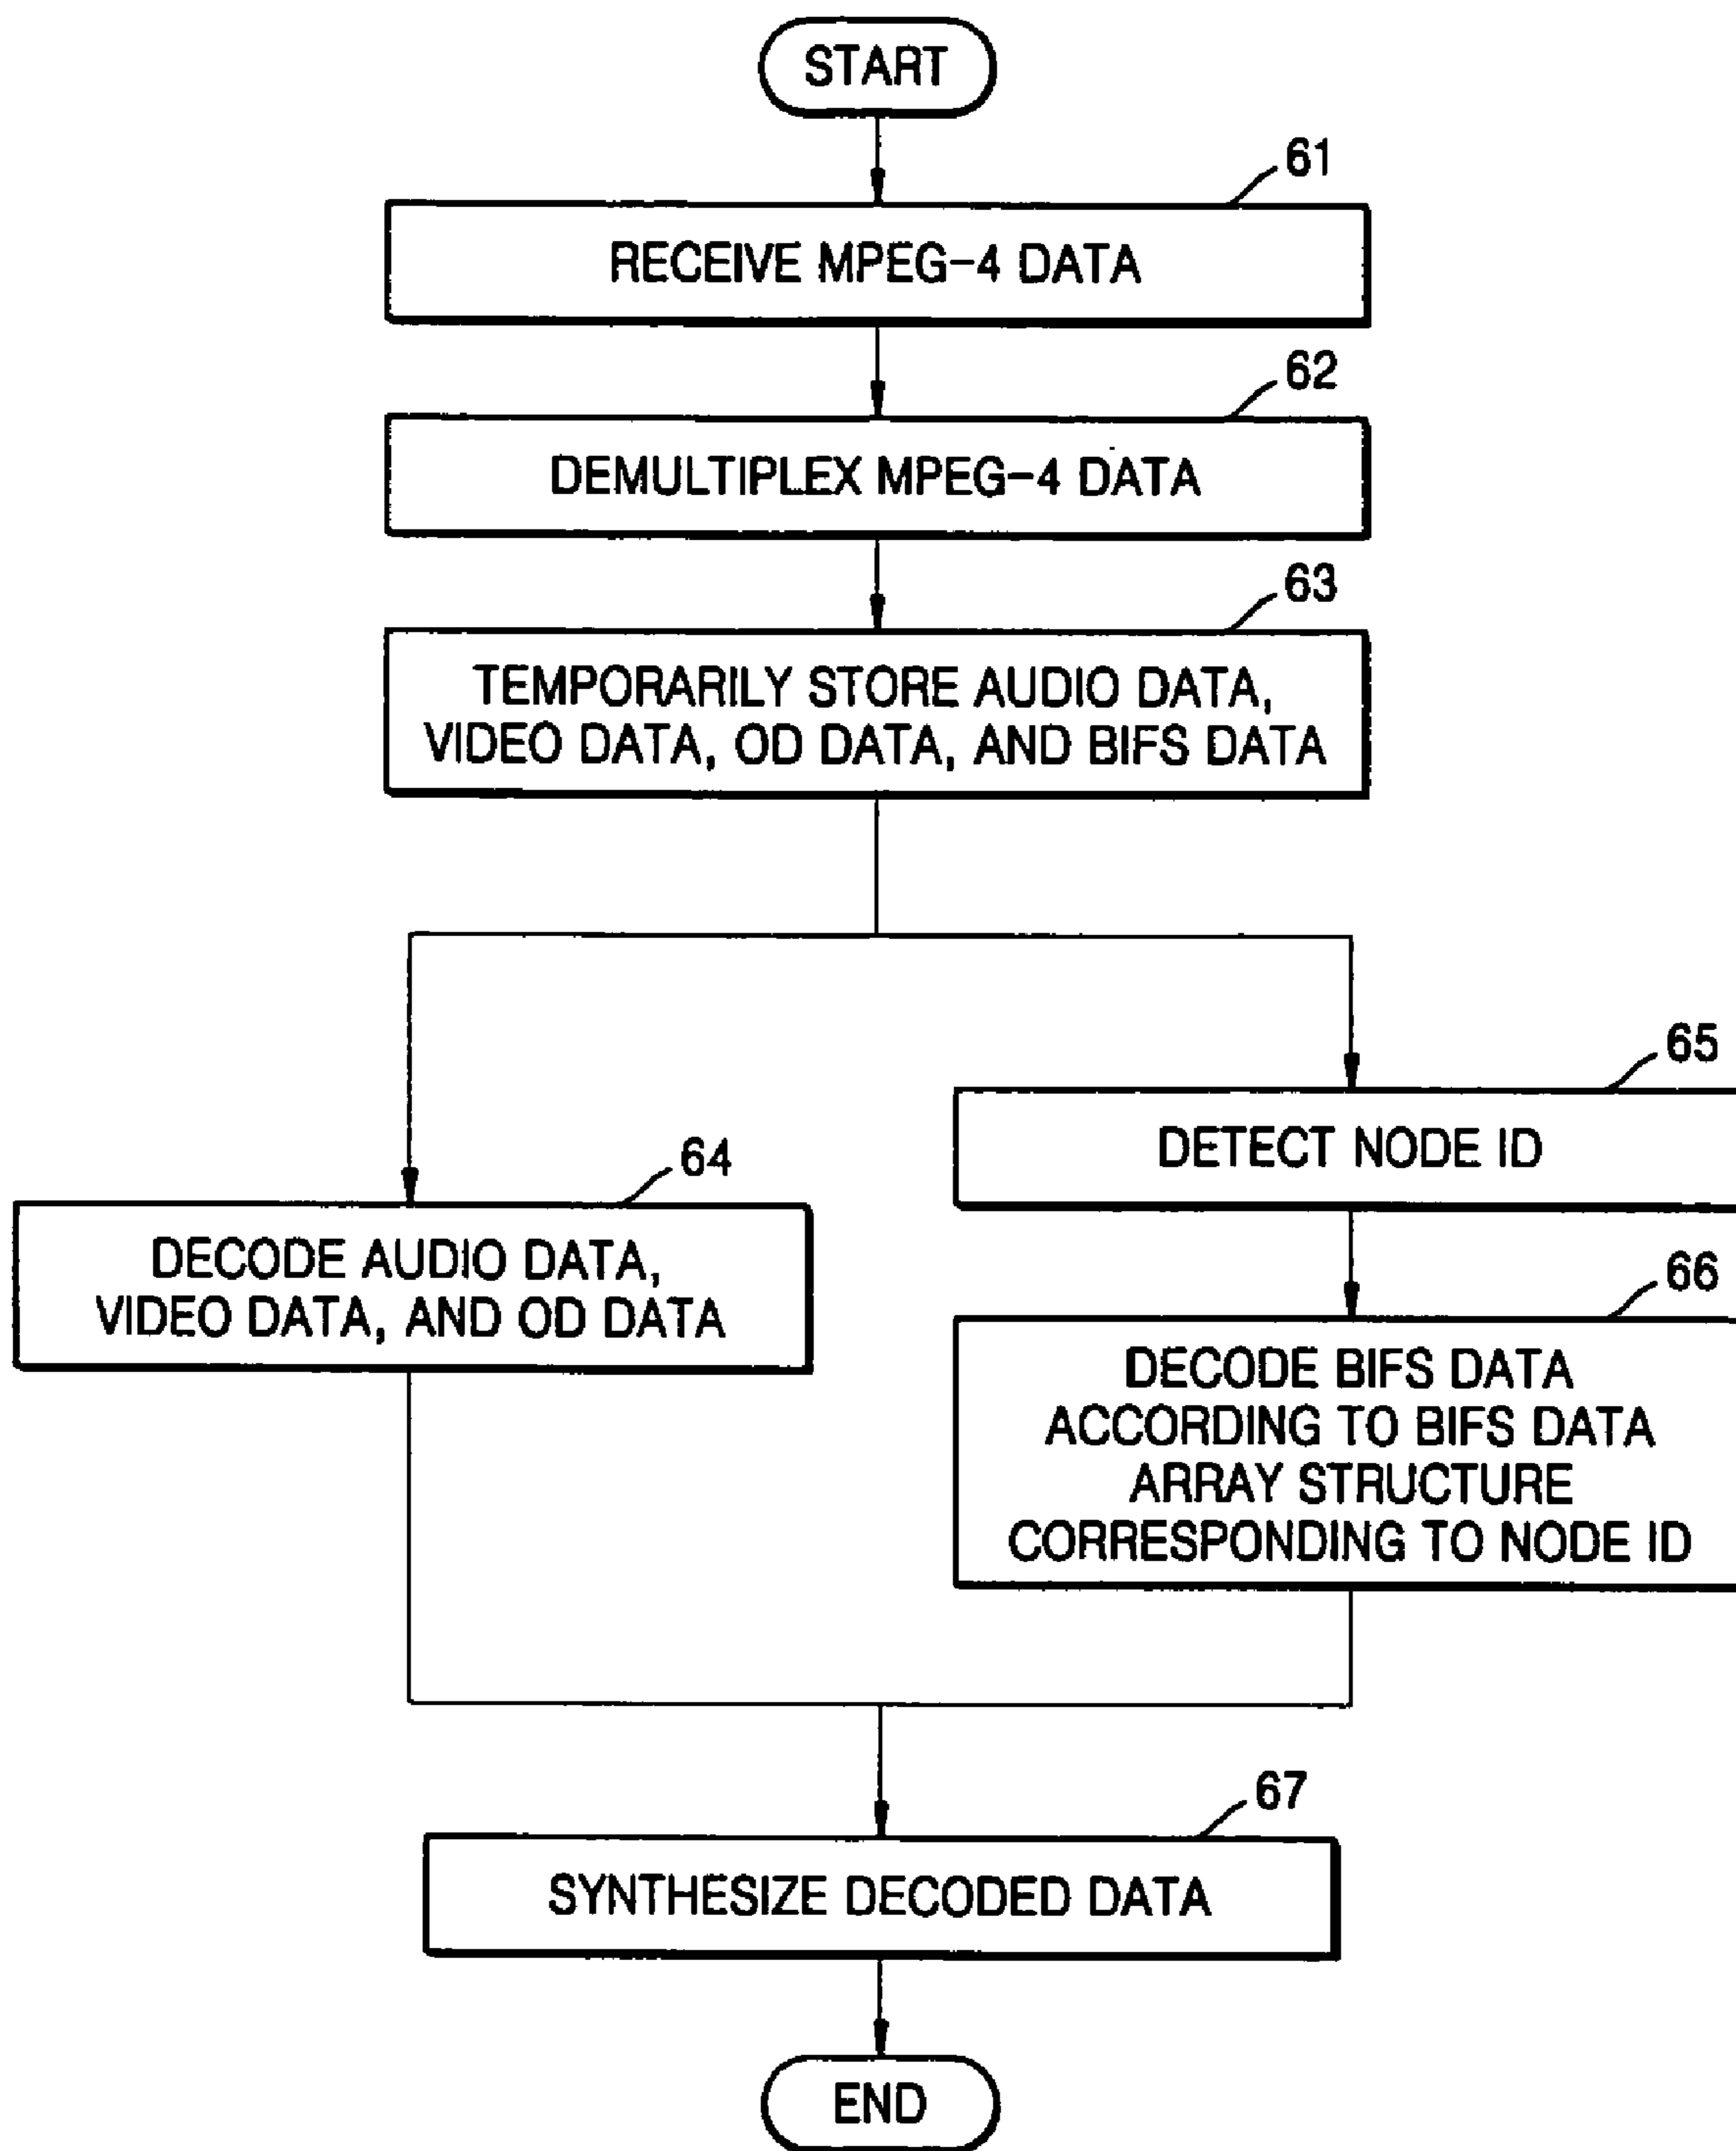 START
61
RECEIVE MPEG-4 DATA
62
DEMULTIPLEX MPEG-4 DATA
63
TEMPORARILY STORE AUDIO DATA,
VIDEO DATA, OD DATA, AND BIFS DATA
64
DECODE AUDIO DATA,
VIDEO DATA, AND OD DATA
65
DETECT NODE ID
66
DECODE BIFS DATA
ACCORDING TO BIFS DATA
ARRAY STRUCTURE
CORRESPONDING TO NODE ID
67
SYNTHESIZE DECODED DATA
END